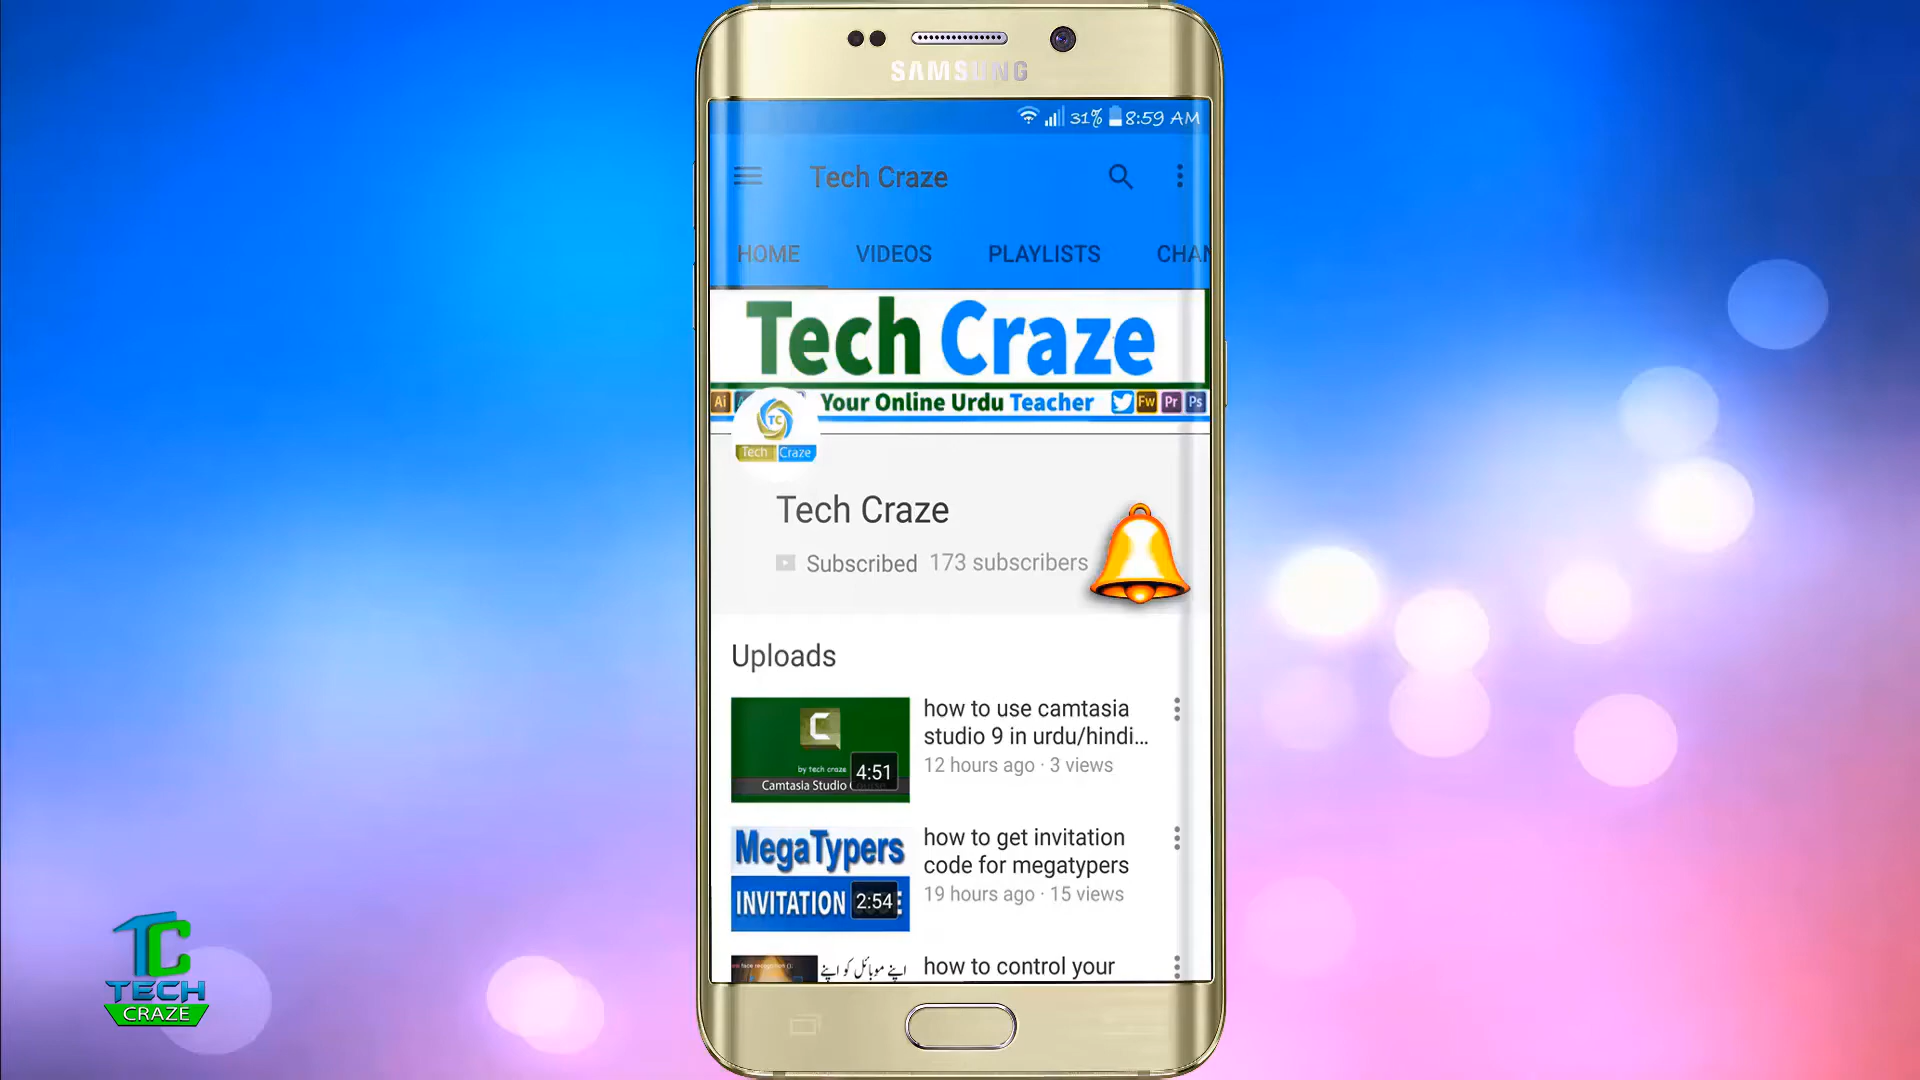 SAMSUNG
31% 8:59 AM
Tech Craze
HOME VIDEOS PLAYLISTS CHAN
Tech Craze
Ai Your Online Urdu Teacher Fw Pr Ps
TC
Tech Craze
Tech Craze
Subscribed 173 subscribers
Uploads
how to use camtasia
studio 9 in urdu/hindi...
12 hours ago · 3 views
C
by tech craze
4:51
Camtasia Studio
how to get invitation
code for megatypers
19 hours ago · 15 views
MegaTypers
INVITATION
2:54
how to control your
اپنے موبائل کو اپنے
TC
TECH
CRAZE